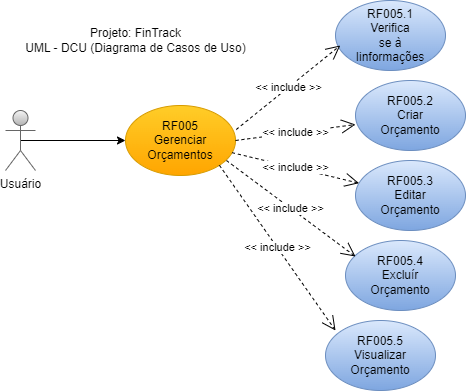 Projeto: FinTrack
UML - DCU (Diagrama de Casos de Uso)
RF005.1
Verifica
se à
Iinformações
<< include >>
RF005.2
Criar
Orçamento
<< include >>
RF005
Gerenciar
Orçamentos
Usuário
<< include >>
RF005.3
Editar
Orçamento
<< include >>
RF005.4
Excluír
Orçamento
<< include >>
RF005.5
Visualizar
Orçamento